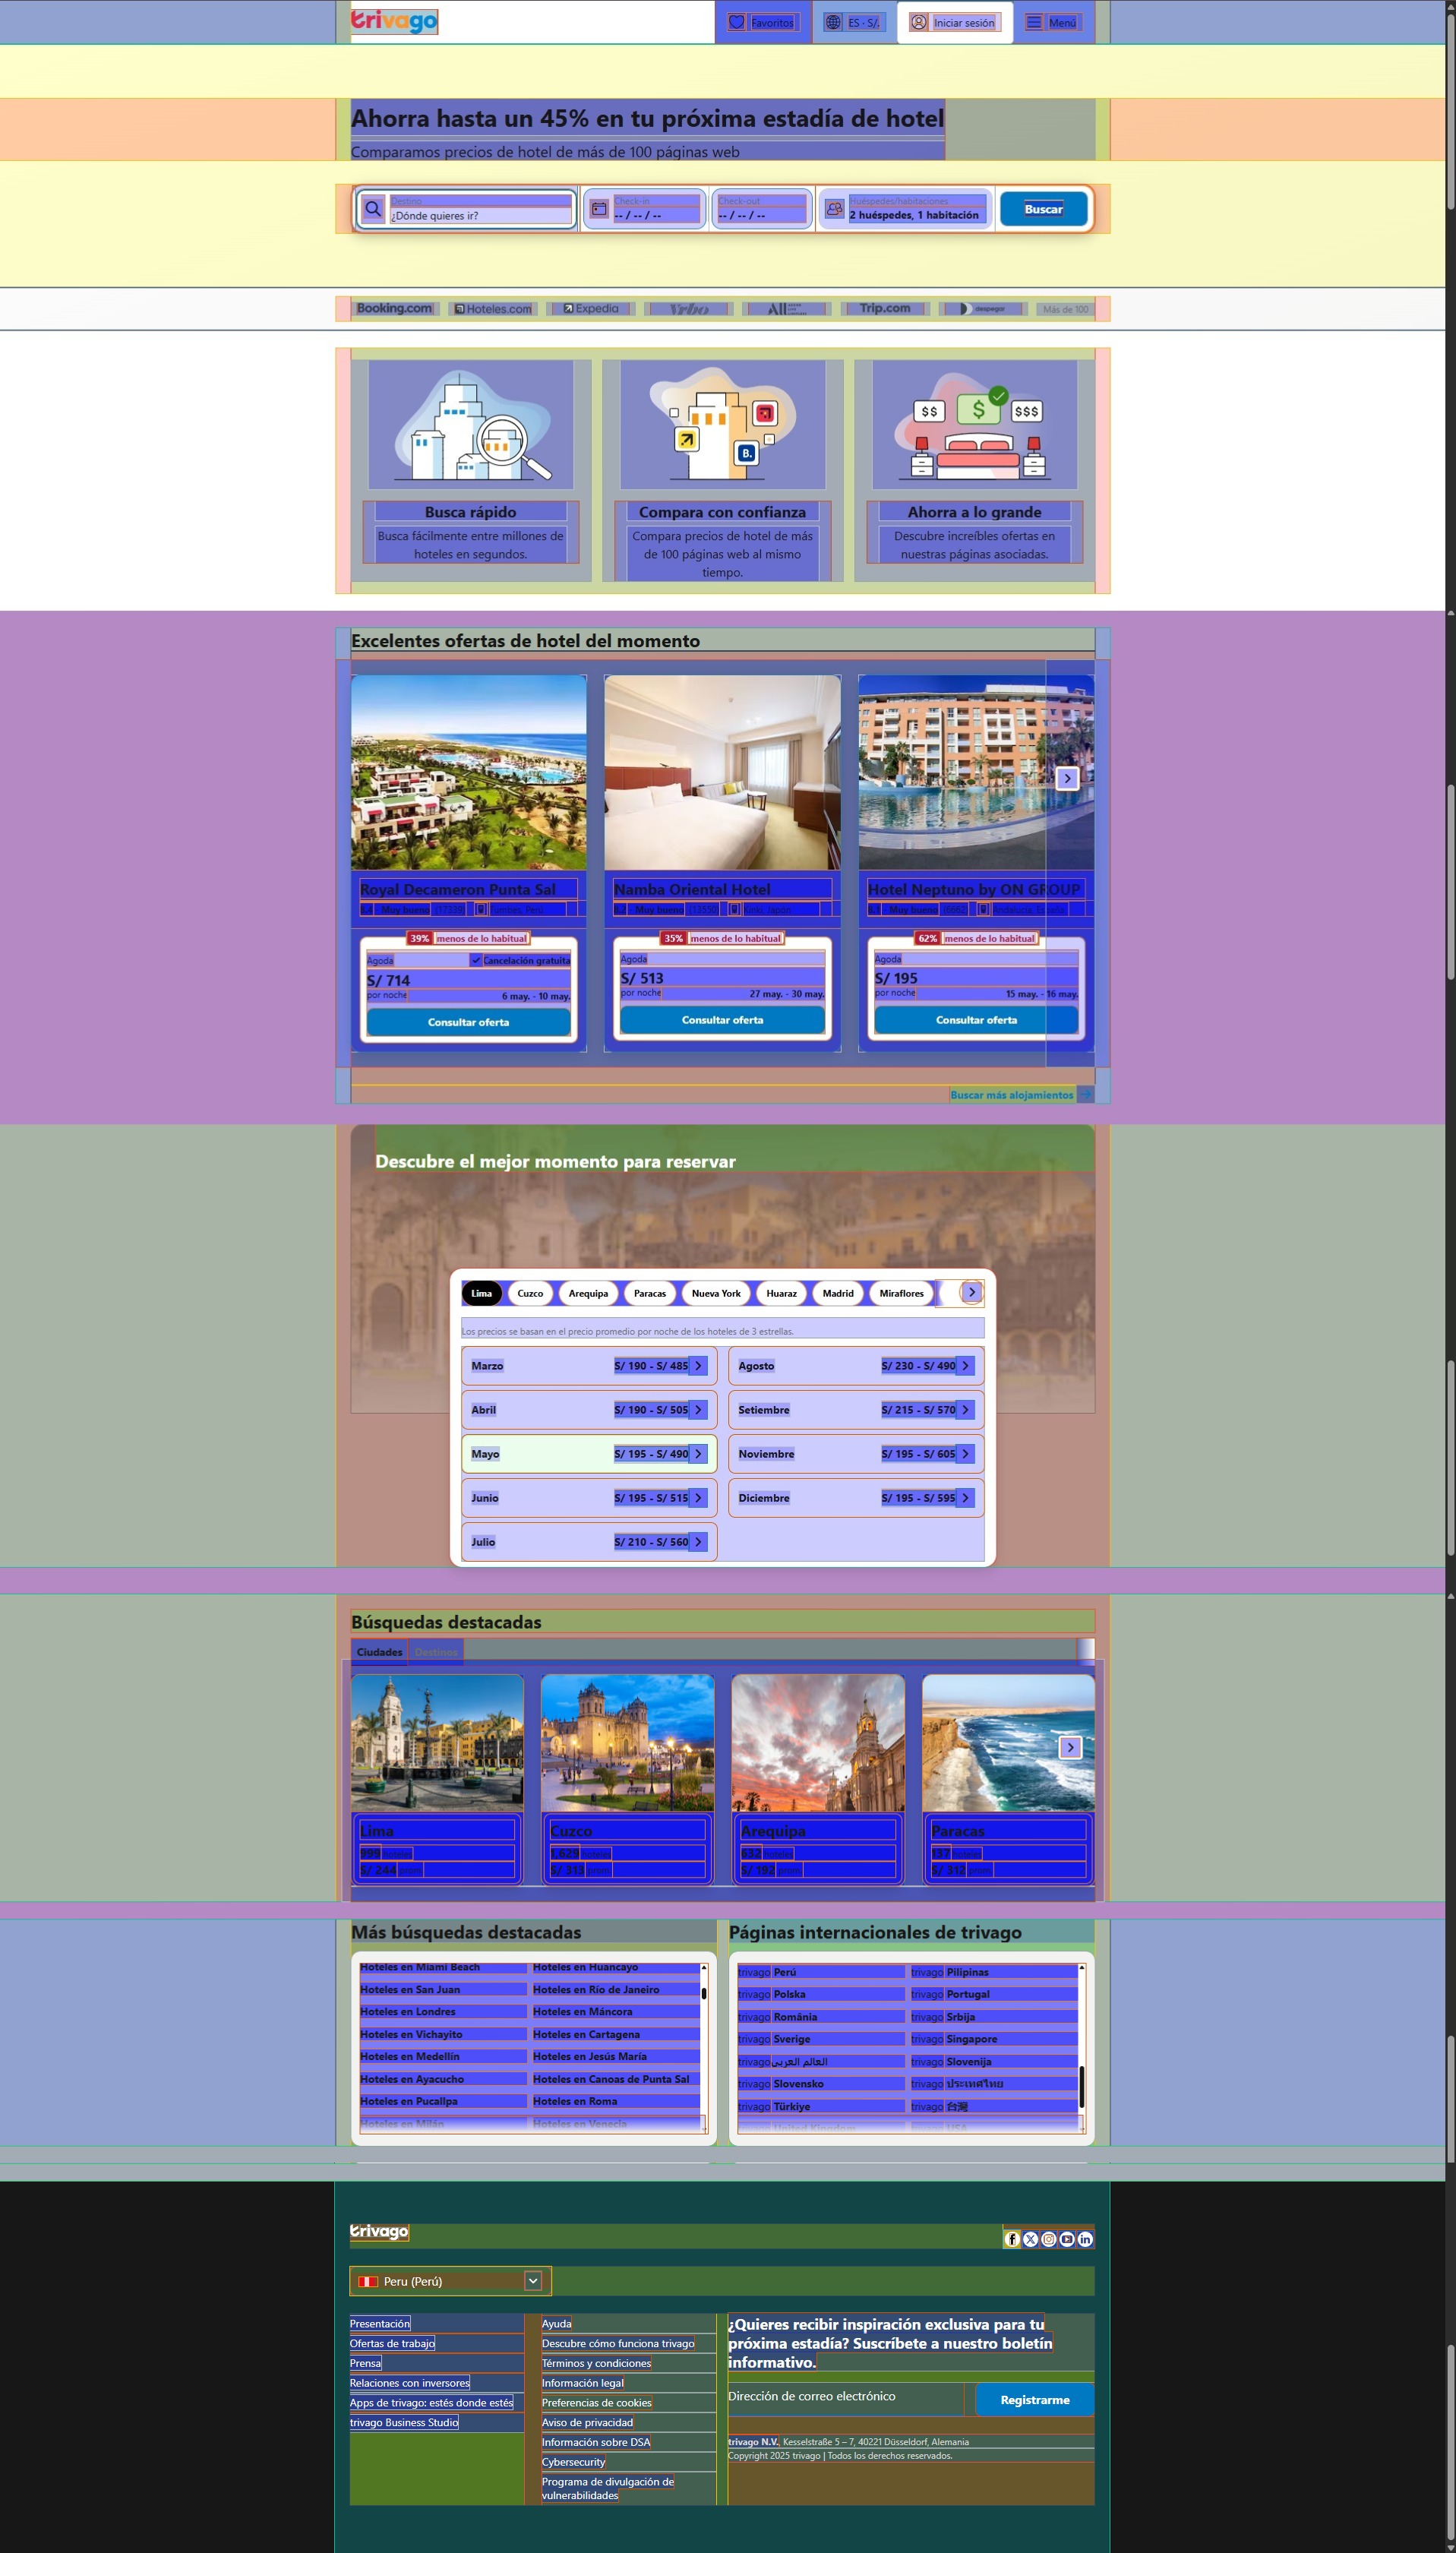 trivago
Favoritos
ES · S/.
Iniciar sesión
Menú
Ahorra hasta un 45% en tu próxima estadía de hotel
Comparamos precios de hotel de más de 100 páginas web
Destino
¿Dónde quieres ir?
Check-in
-- / -- / --
Check-out
-- / -- / --
Huéspedes/habitaciones
2 huéspedes, 1 habitación
Buscar
Booking.com
Hoteles.com
Expedia
Vrbo
All
Trip.com
despegar
Más de 100
B.
$$
$
$$$
Busca rápido
Busca fácilmente entre millones de
hoteles en segundos.
Compara con confianza
Compara precios de hotel de más
de 100 páginas web al mismo
tiempo.
Ahorra a lo grande
Descubre increíbles ofertas en
nuestras páginas asociadas.
Excelentes ofertas de hotel del momento
Royal Decameron Punta Sal
- Muy bueno (17339)
Tumbes, Perú
39% menos de lo habitual
Agoda
Cancelación gratuita
S/ 714
por noche
6 may. - 10 may.
Consultar oferta
Namba Oriental Hotel
- Muy bueno (13550)
Kinki, Japón
35% menos de lo habitual
Agoda
S/ 513
por noche
27 may. - 30 may.
Consultar oferta
Hotel Neptuno by ON GROUP
- Muy bueno (6662)
Andalucía, España
62% menos de lo habitual
Agoda
S/ 195
por noche
15 may. - 16 may.
Consultar oferta
Buscar más alojamientos
Descubre el mejor momento para reservar
Lima
Cuzco
Arequipa
Paracas
Nueva York
Huaraz
Madrid
Miraflores
Los precios se basan en el precio promedio por noche de los hoteles de 3 estrellas.
Marzo
S/ 190 - S/ 485
Abril
S/ 190 - S/ 505
Mayo
S/ 195 - S/ 490
Junio
S/ 195 - S/ 515
Julio
S/ 210 - S/ 560
Agosto
S/ 230 - S/ 490
Setiembre
S/ 215 - S/ 570
Noviembre
S/ 195 - S/ 605
Diciembre
S/ 195 - S/ 595
Búsquedas destacadas
Ciudades
Destinos
Lima
999 hoteles
S/ 244 prom.
Cuzco
1,629 hoteles
S/ 313 prom.
Arequipa
632 hoteles
S/ 192 prom.
Paracas
137 hoteles
S/ 312 prom.
Más búsquedas destacadas
Hoteles en Miami Beach
Hoteles en Huancayo
Hoteles en San Juan
Hoteles en Río de Janeiro
Hoteles en Londres
Hoteles en Máncora
Hoteles en Vichayito
Hoteles en Cartagena
Hoteles en Medellín
Hoteles en Jesús María
Hoteles en Ayacucho
Hoteles en Canoas de Punta Sal
Hoteles en Pucallpa
Hoteles en Roma
Hoteles en Milán
Hoteles en Venecia
Páginas internacionales de trivago
trivago Perú
trivago Pilipinas
trivago Polska
trivago Portugal
trivago România
trivago Srbija
trivago Sverige
trivago Singapore
trivago العالم العربي
trivago Slovenija
trivago Slovensko
trivago ประเทศไทย
trivago Türkiye
trivago 台灣
trivago United Kingdom
trivago USA
trivago
Peru (Perú)
Presentación
Ofertas de trabajo
Prensa
Relaciones con inversores
Apps de trivago: estés donde estés
trivago Business Studio
Ayuda
Descubre cómo funciona trivago
Términos y condiciones
Información legal
Preferencias de cookies
Aviso de privacidad
Información sobre DSA
Cybersecurity
Programa de divulgación de
vulnerabilidades
¿Quieres recibir inspiración exclusiva para tu
próxima estadía? Suscríbete a nuestro boletín
informativo.
Dirección de correo electrónico
Registrarme
trivago N.V., Kesselstraße 5 – 7, 40221 Düsseldorf, Alemania
Copyright 2025 trivago | Todos los derechos reservados.